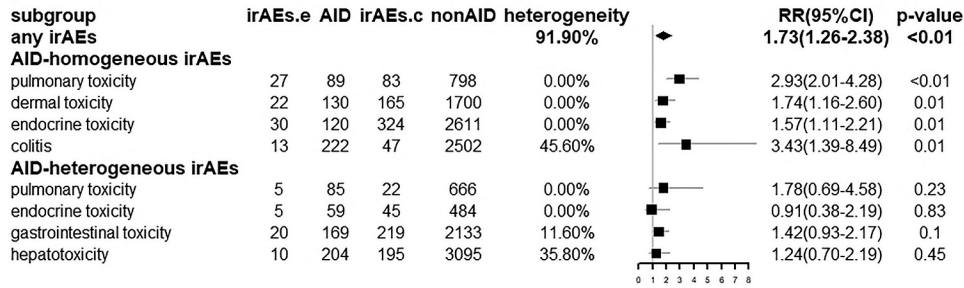 subgroup irAEs.e AID irAEs.c nonAID heterogeneity RR(95%CI) p-value
any irAEs 91.90% 1.73(1.26-2.38) <0.01
AID-homogeneous irAEs
pulmonary toxicity 27 89 83 798 0.00% 2.93(2.01-4.28) <0.01
dermal toxicity 22 130 165 1700 0.00% 1.74(1.16-2.60) 0.01
endocrine toxicity 30 120 324 2611 0.00% 1.57(1.11-2.21) 0.01
colitis 13 222 47 2502 45.60% 3.43(1.39-8.49) 0.01
AID-heterogeneous irAEs
pulmonary toxicity 5 85 22 666 0.00% 1.78(0.69-4.58) 0.23
endocrine toxicity 5 59 45 484 0.00% 0.91(0.38-2.19) 0.83
gastrointestinal toxicity 20 169 219 2133 11.60% 1.42(0.93-2.17) 0.1
hepatotoxicity 10 204 195 3095 35.80% 1.24(0.70-2.19) 0.45
0 1 2 3 4 5 6 7 8